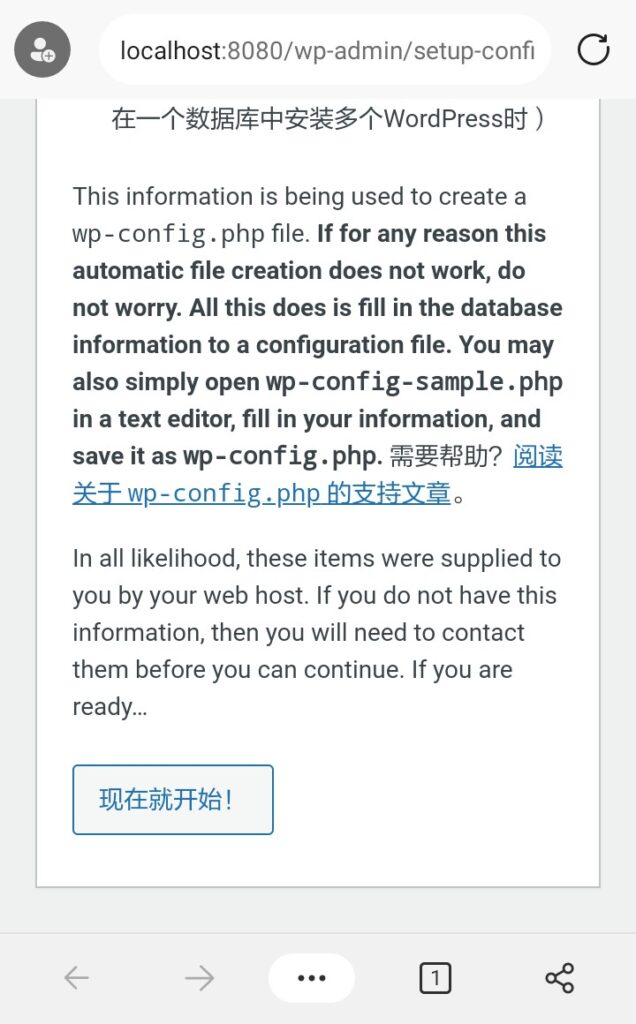 localhost:8080/wp-admin/setup-confi
在一个数据库中安装多个WordPress时 ）
This information is being used to create a
wp-config.php file. If for any reason this
automatic file creation does not work, do
not worry. All this does is fill in the database
information to a configuration file. You may
also simply open wp-config-sample.php
in a text editor, fill in your information, and
save it as wp-config.php. 需要帮助？阅读
关于 wp-config.php 的支持文章。
In all likelihood, these items were supplied to
you by your web host. If you do not have this
information, then you will need to contact
them before you can continue. If you are
ready…
现在就开始！
1